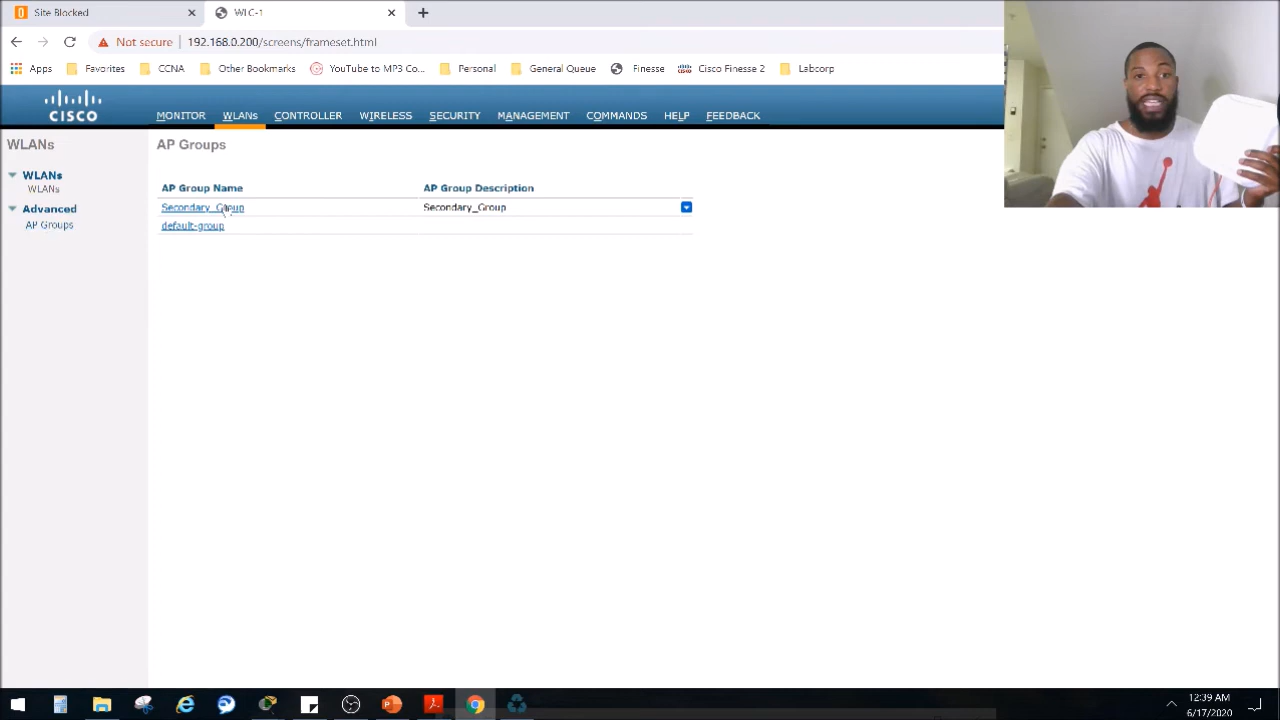 Site Blocked
WLC-1
Not secure | 192.168.0.200/screens/frameset.html
Apps Favorites CCNA Other Bookmarks YouTube to MP3 Co... Personal General Queue Finesse Cisco Finesse 2 Labcorp
CISCO
MONITOR WLANs CONTROLLER WIRELESS SECURITY MANAGEMENT COMMANDS HELP FEEDBACK
WLANs
AP Groups
WLANs
WLANs
Advanced
AP Groups
AP Group Name AP Group Description
Secondary_Group Secondary_Group
default-group
12:39 AM
6/17/2020